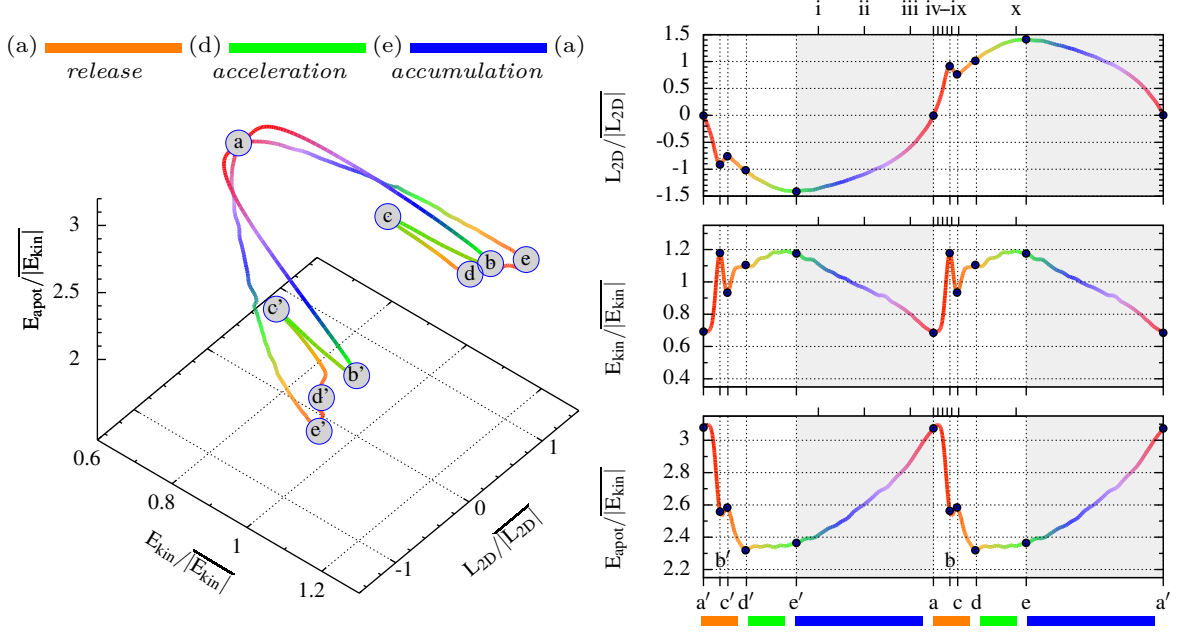 (a) (d) (e) (a)
release acceleration accumulation
a
c
d b e
c'
b'
d'
e'
3
2.5
2
E_apot/|E_kin|
0.6
0.8
1
1.2
E_kin/|E_kin|
-1
0
1
L_2D/|L_2D|
i ii iii iv–ix x
1.5
1
0.5
0
-0.5
-1
-1.5
L_2D/|L_2D|
1.2
1
0.8
0.6
0.4
E_kin/|E_kin|
3
2.8
2.6
2.4
2.2
E_apot/|E_kin|
b′ b
a′ c′ d′ e′ a c d e a′